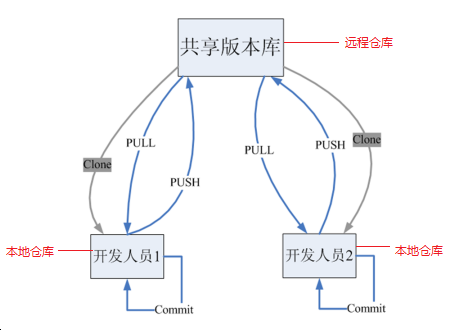 共享版本库
远程仓库
PULL
PULL
PUSH
Clone
Clone
PUSH
本地仓库
开发人员1
开发人员2
本地仓库
Commit
Commit